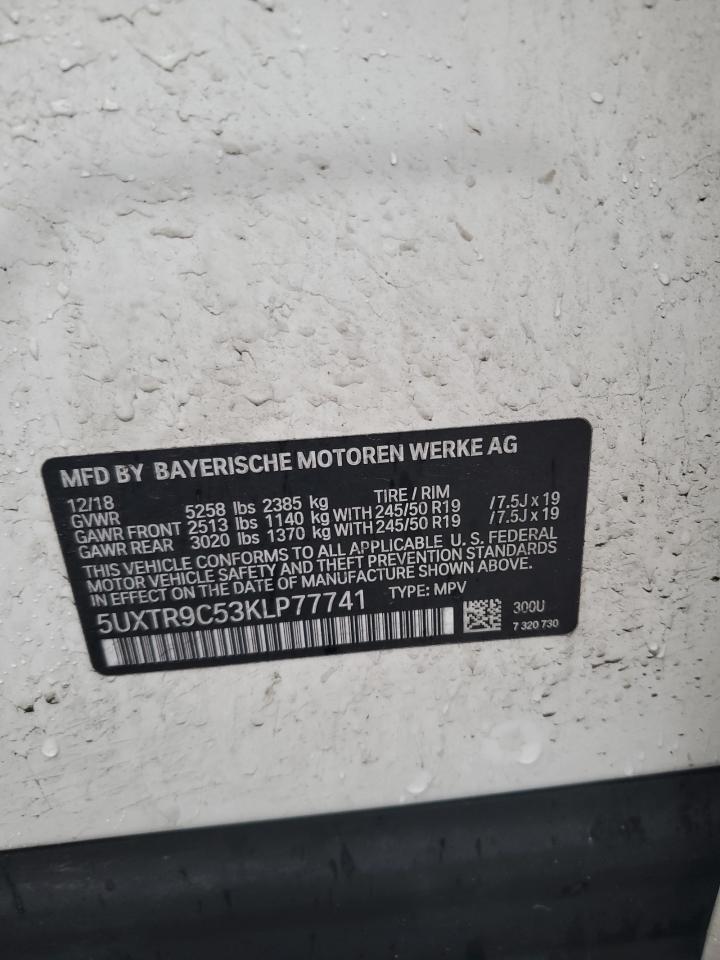 MFD BY BAYERISCHE MOTOREN WERKE AG
12/18 TIRE / RIM
GVWR 5258 lbs 2385 kg
GAWR FRONT 2513 lbs 1140 kg WITH 245/50 R19 /7.5J x 19
GAWR REAR 3020 lbs 1370 kg WITH 245/50 R19 /7.5J x 19
THIS VEHICLE CONFORMS TO ALL APPLICABLE U. S. FEDERAL
MOTOR VEHICLE SAFETY AND THEFT PREVENTION STANDARDS
IN EFFECT ON THE DATE OF MANUFACTURE SHOWN ABOVE.
5UXTR9C53KLP77741 TYPE: MPV
300U
7 320 730